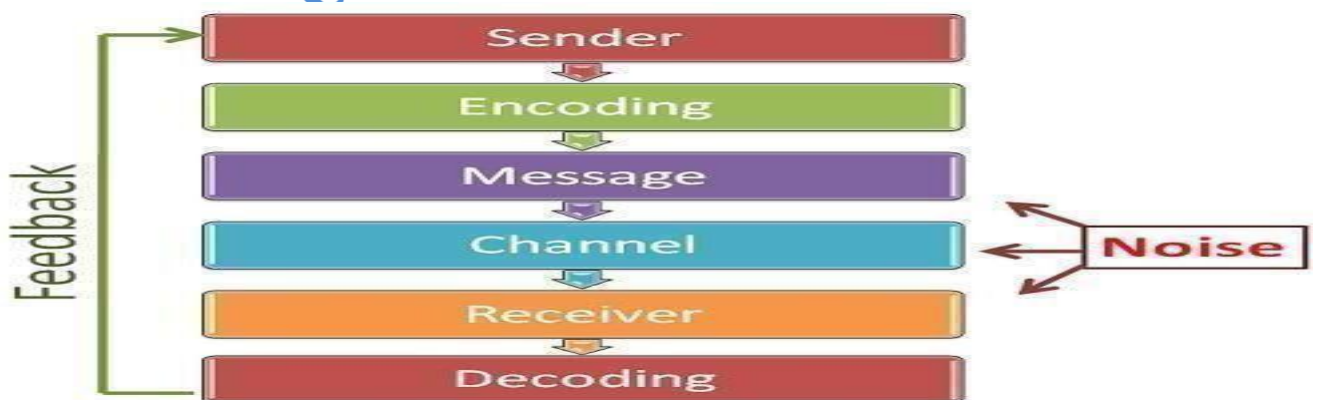 Sender
Encoding
Message
Channel
Receiver
Decoding
Feedback
Noise